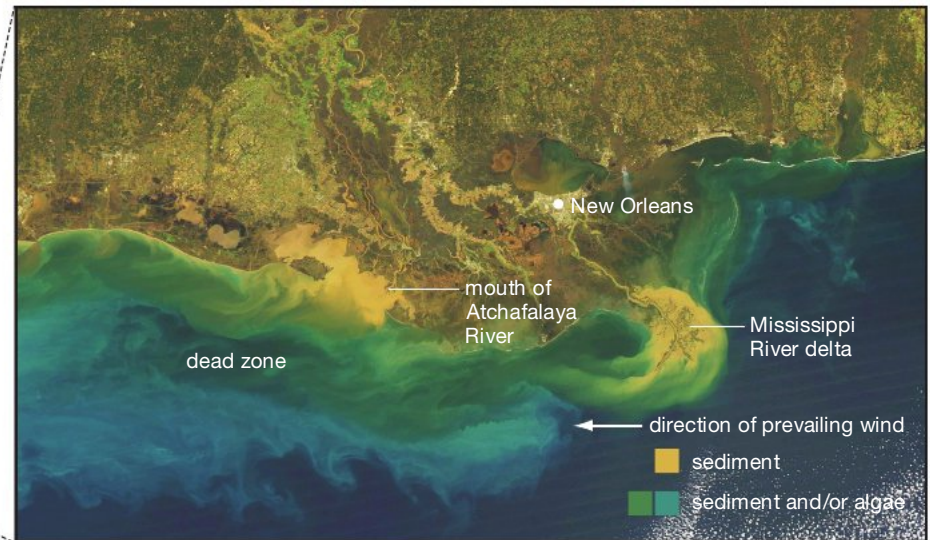 New Orleans
mouth of
Atchafalaya
River
Mississippi
River delta
dead zone
direction of prevailing wind
sediment
sediment and/or algae